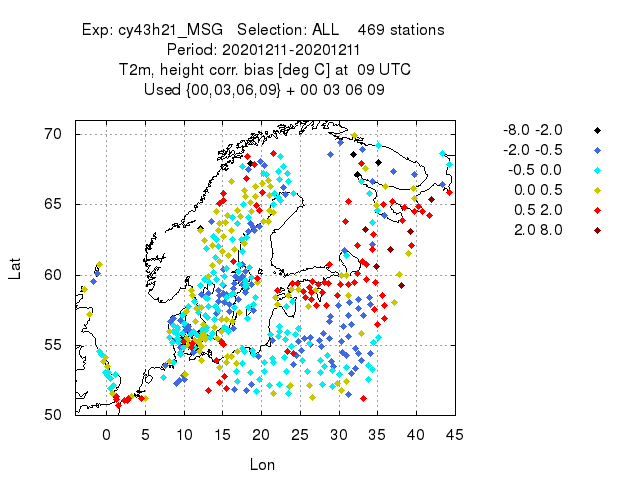 Exp: cy43h21_MSG Selection: ALL 469 stations
Period: 20201211-20201211
T2m, height corr. bias [deg C] at 09 UTC
Used {00,03,06,09} + 00 03 06 09
-8.0 -2.0
-2.0 -0.5
-0.5 0.0
0.0 0.5
0.5 2.0
2.0 8.0
Lat
70
65
60
55
50
0 5 10 15 20 25 30 35 40 45
Lon